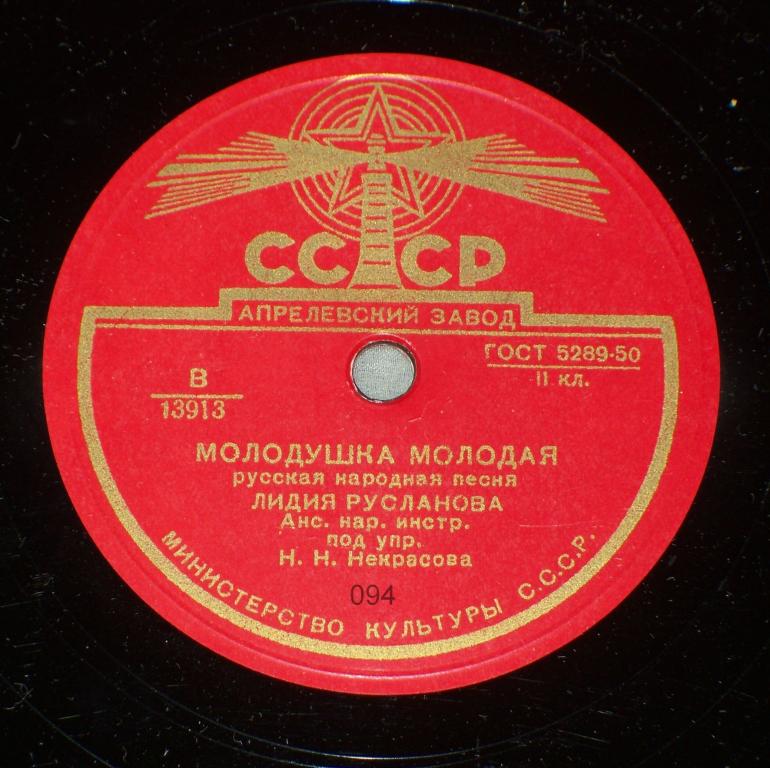 СССР
АПРЕЛЕВСКИЙ ЗАВОД
ГОСТ 5289-50
II КЛ.
В
13913
МОЛОДУШКА МОЛОДАЯ
русская народная песня
ЛИДИЯ РУСЛАНОВА
Анс. нар. инстр.
под упр.
Н. Н. Некрасова
094
МИНИСТЕРСТВО КУЛЬТУРЫ С.С.С.Р.